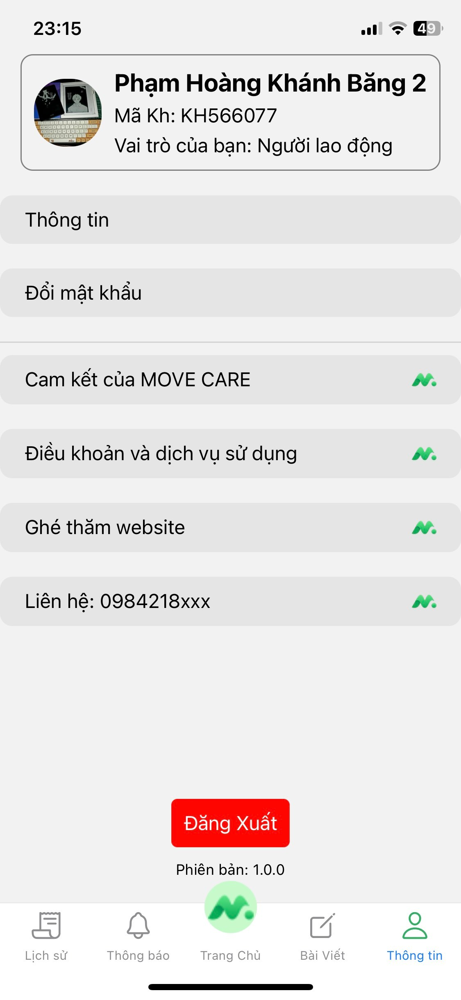 23:15
49
Phạm Hoàng Khánh Băng 2
Mã Kh: KH566077
Vai trò của bạn: Người lao động
Thông tin
Đổi mật khẩu
Cam kết của MOVE CARE
Điều khoản và dịch vụ sử dụng
Ghé thăm website
Liên hệ: 0984218xxx
Đăng Xuất
Phiên bản: 1.0.0
Lịch sử
Thông báo
Trang Chủ
Bài Viết
Thông tin